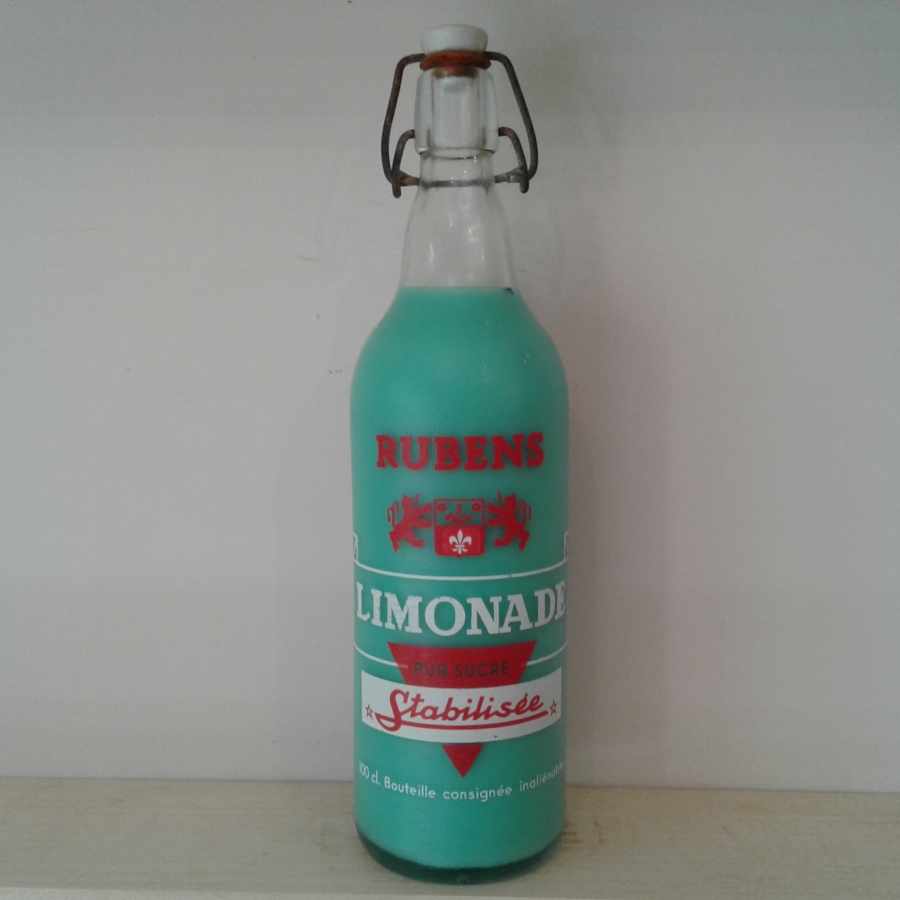 RUBENS
LIMONADE
PUR SUCRE
Stabilisée
100 cl. Bouteille consignée inaliénable